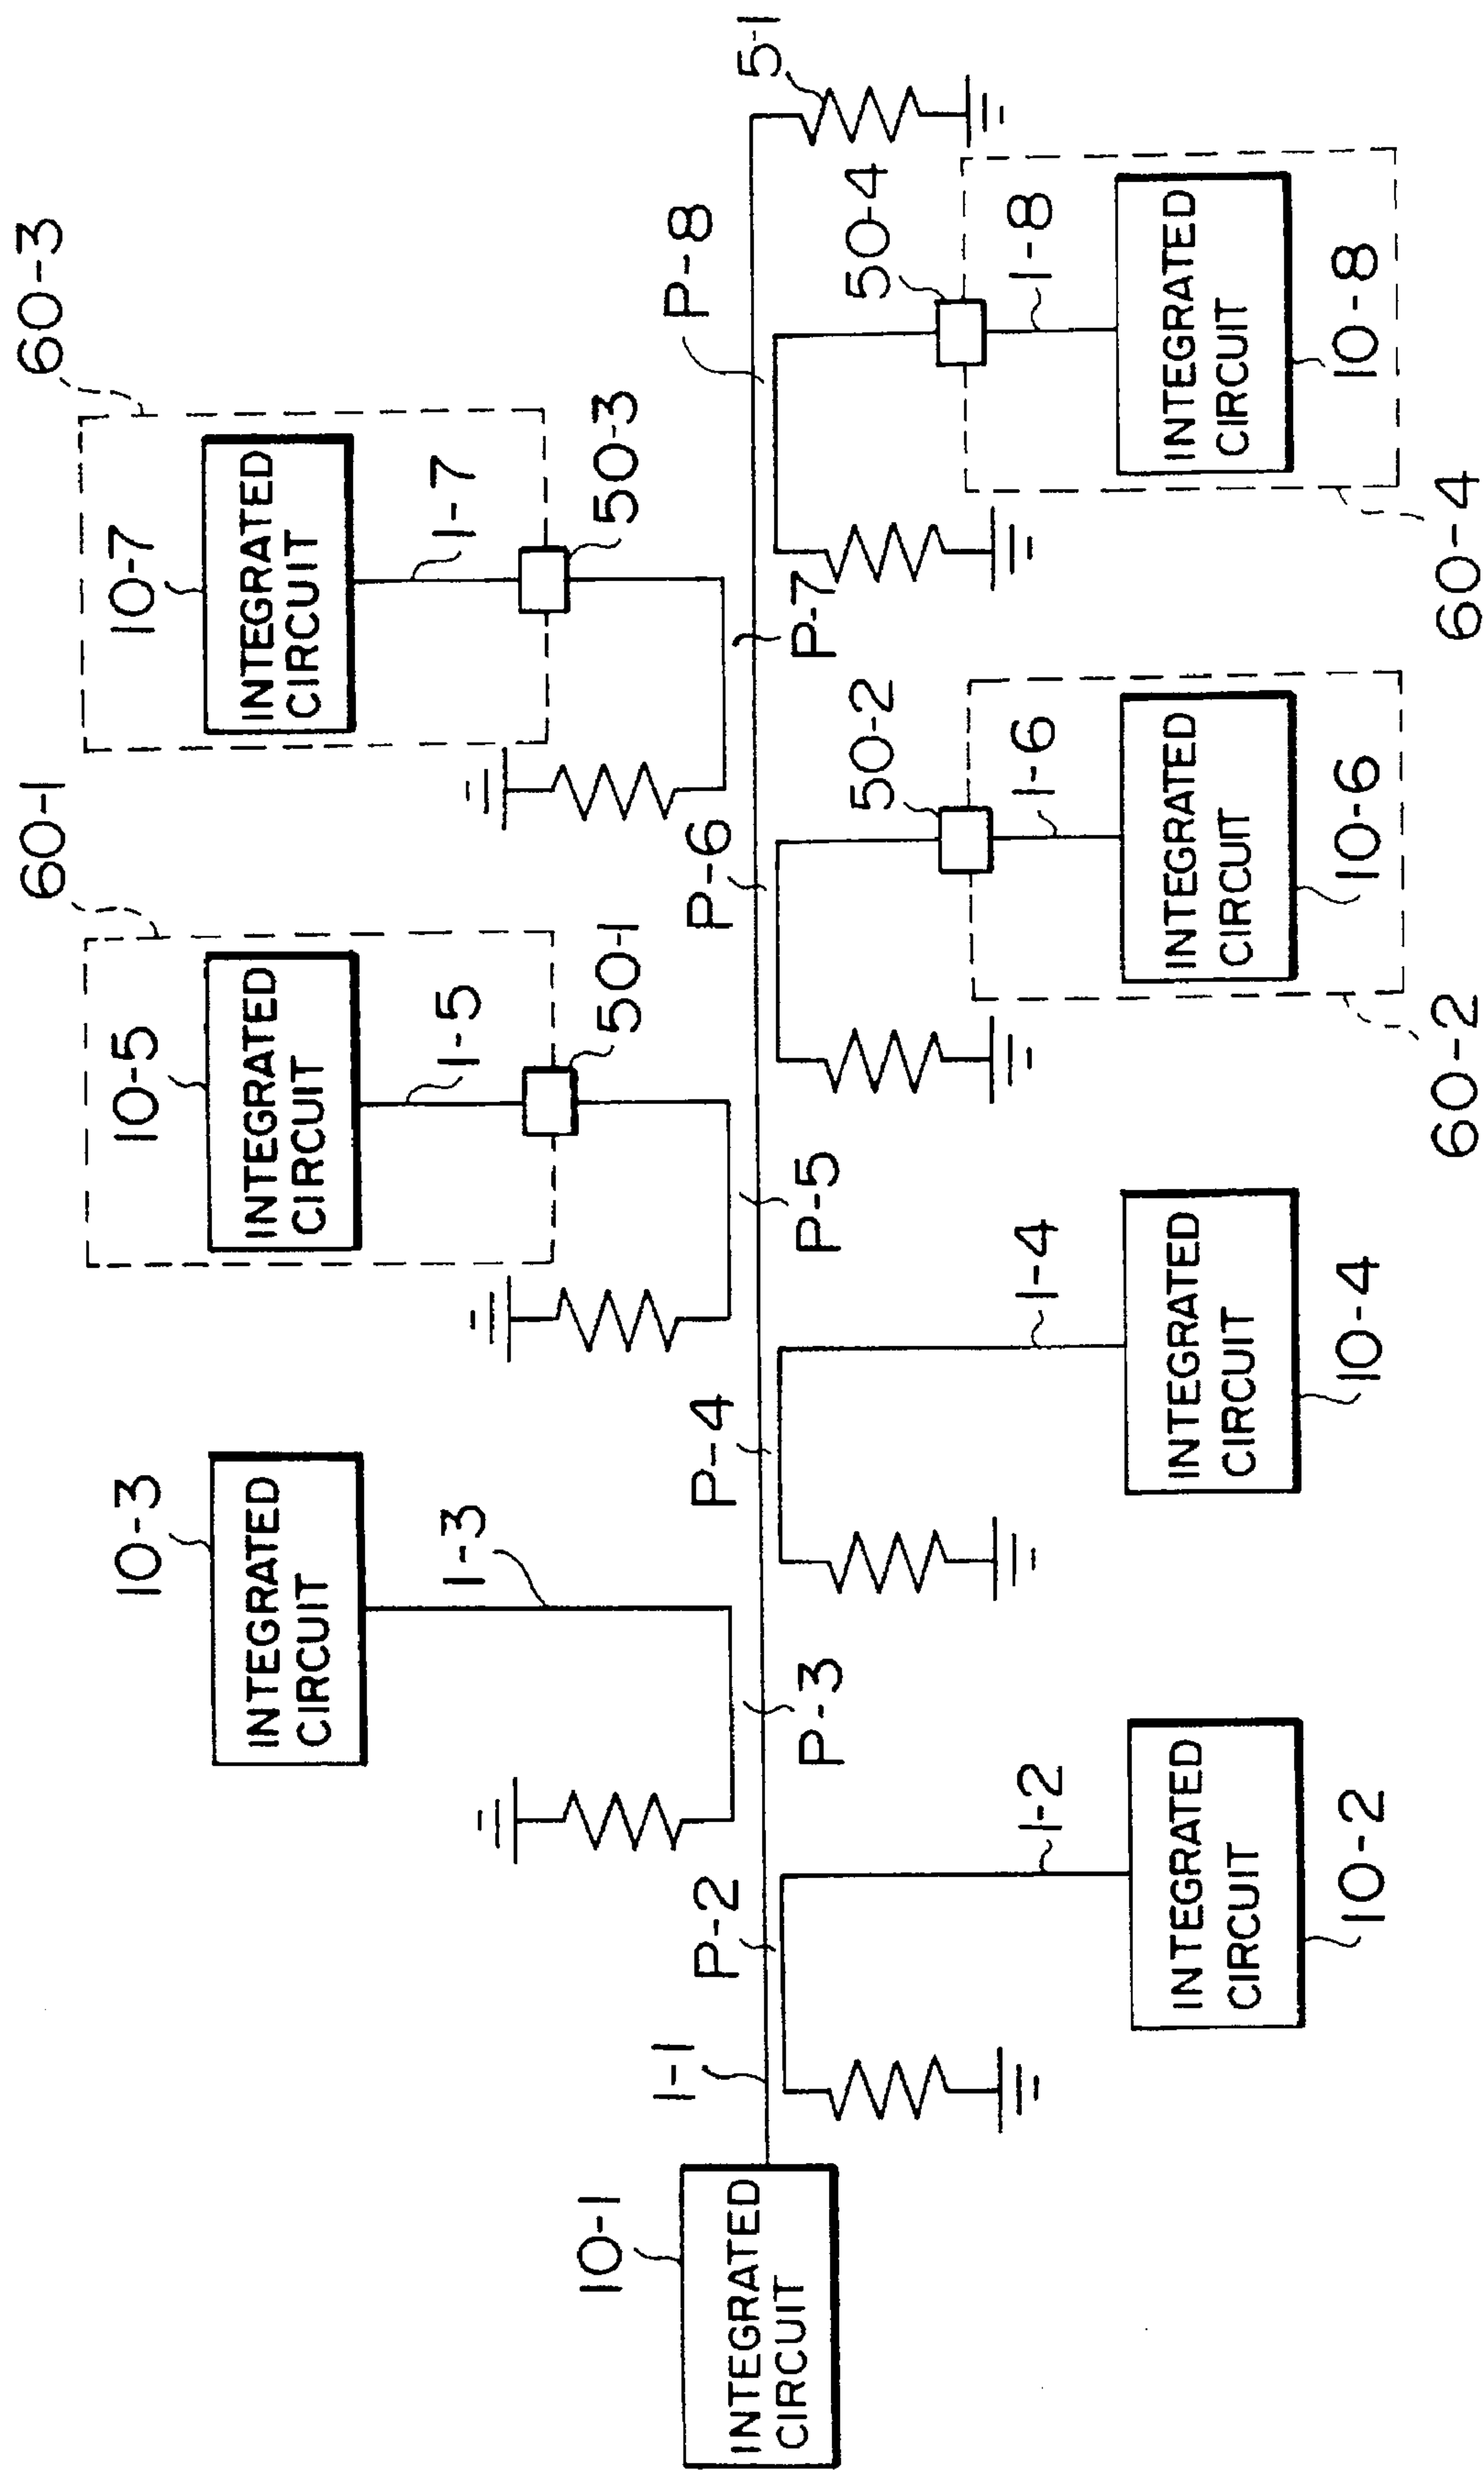 60-1
60-3
10-3
10-5
10-7
INTEGRATED
CIRCUIT
INTEGRATED
CIRCUIT
INTEGRATED
CIRCUIT
1-3
1-5
1-7
50-1
50-3
10-1
1-1
P-2
P-4
P-6
P-8
5-1
INTEGRATED
CIRCUIT
P-3
P-5
P-7
50-2
50-4
1-2
1-4
1-6
1-8
INTEGRATED
CIRCUIT
INTEGRATED
CIRCUIT
INTEGRATED
CIRCUIT
INTEGRATED
CIRCUIT
10-2
10-4
10-6
10-8
60-2
60-4